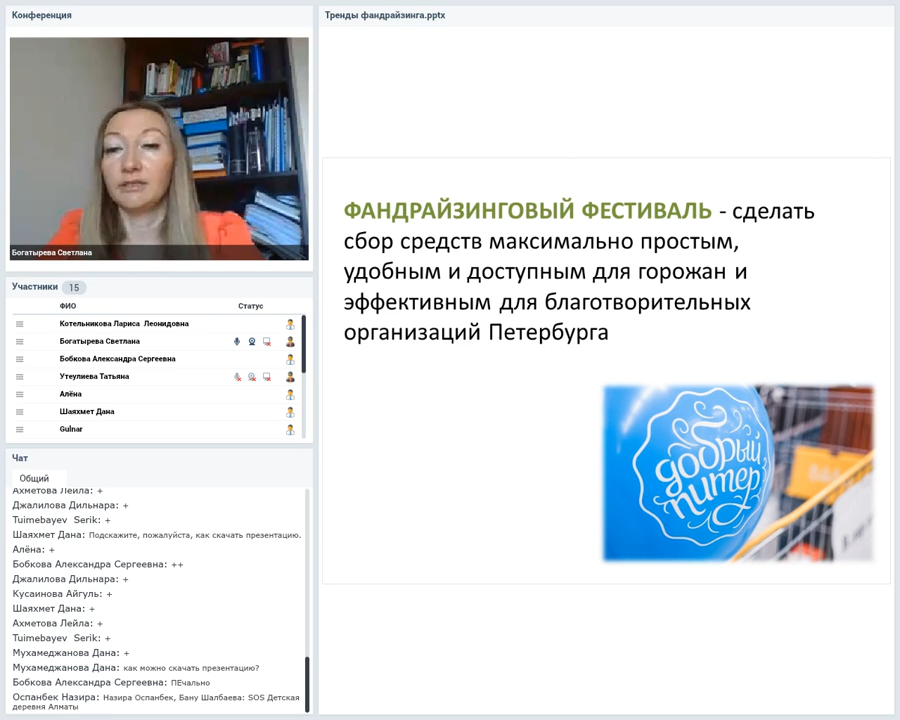 Конференция
Богатырева Светлана
Участники 15
ФИО Статус
Котельникова Лариса Леонидовна
Богатырева Светлана
Бобкова Александра Сергеевна
Утеулиева Татьяна
Алёна
Шаяхмет Дана
Gulnar
Чат
Общий
Ахметова Лейла: +
Джалилова Дильнара: +
Tuimebayev Serik: +
Шаяхмет Дана: Подскажите, пожалуйста, как скачать презентацию.
Алёна: +
Бобкова Александра Сергеевна: ++
Джалилова Дильнара: +
Кусаинова Айгуль: +
Шаяхмет Дана: +
Ахметова Лейла: +
Tuimebayev Serik: +
Мухамеджанова Дана: +
Мухамеджанова Дана: как можно скачать презентацию?
Бобкова Александра Сергеевна: ПЕчально
Оспанбек Назира: Назира Оспанбек, Бану Шалбаева: SOS Детская
деревня Алматы
Тренды фандрайзинга.pptx
ФАНДРАЙЗИНГОВЫЙ ФЕСТИВАЛЬ - сделать
сбор средств максимально простым,
удобным и доступным для горожан и
эффективным для благотворительных
организаций Петербурга
добрый
питер